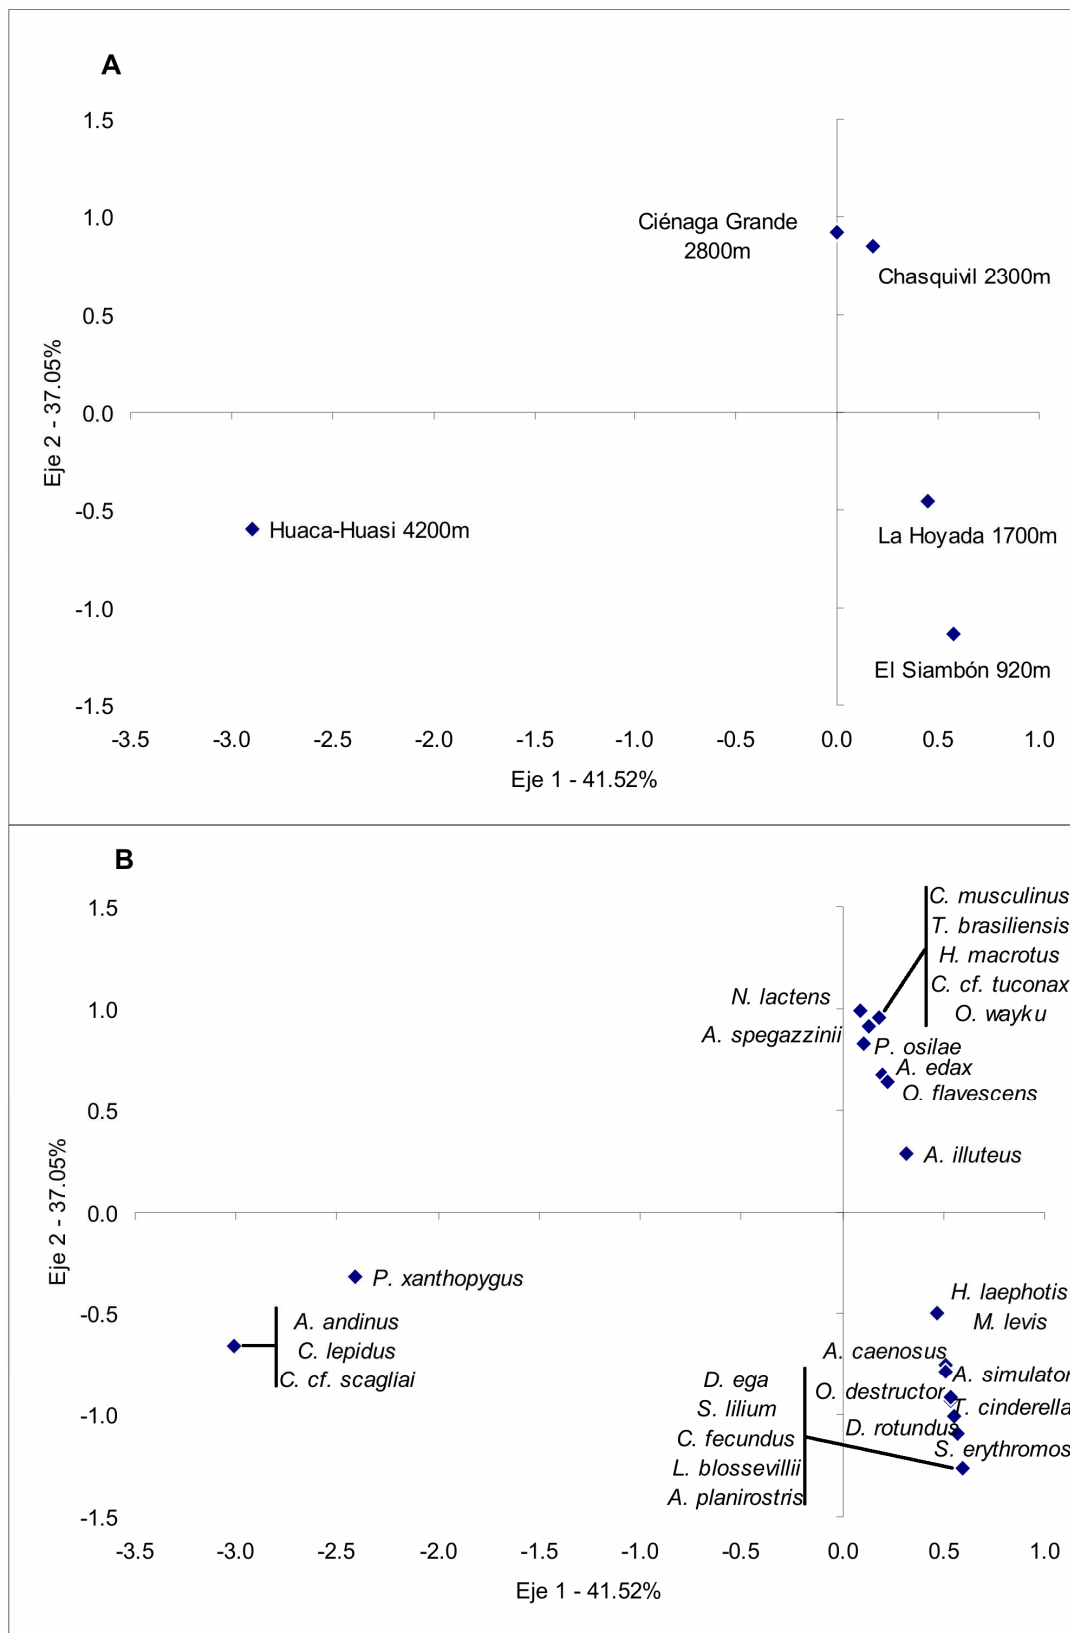 A
1.5
1.0
0.5
0.0
-0.5
-1.0
-1.5
Eje 2 - 37.05%
Ciénaga Grande
2800m
Chasquivil 2300m
Huaca-Huasi 4200m
La Hoyada 1700m
El Siambón 920m
-3.5 -3.0 -2.5 -2.0 -1.5 -1.0 -0.5 0.0 0.5 1.0
Eje 1 - 41.52%
B
1.5
1.0
0.5
0.0
-0.5
-1.0
-1.5
Eje 2 - 37.05%
C. musculinus
T. brasiliensis
H. macrotus
C. cf. tuconax
O. wayku
N. lactens
A. spegazzinii
P. osilae
A. edax
O. flavescens
A. illuteus
P. xanthopygus
A. andinus
C. lepidus
C. cf. scagliai
H. laephotis
M. levis
A. caenosus
A. simulator
O. destructor
T. cinderella
D. rotundus
S. erythromos
D. ega
S. lilium
C. fecundus
L. blossevillii
A. planirostris
-3.5 -3.0 -2.5 -2.0 -1.5 -1.0 -0.5 0.0 0.5 1.0
Eje 1 - 41.52%